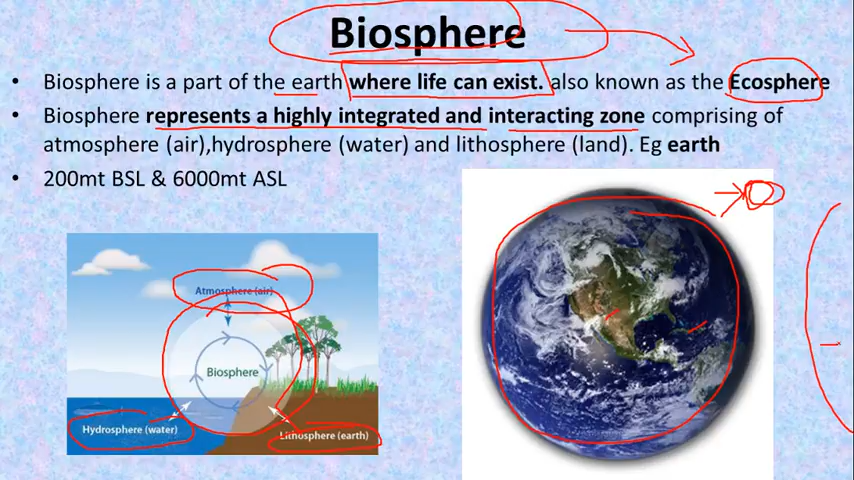 Biosphere
• Biosphere is a part of the earth where life can exist. also known as the Ecosphere
• Biosphere represents a highly integrated and interacting zone comprising of
atmosphere (air),hydrosphere (water) and lithosphere (land). Eg earth
• 200mt BSL & 6000mt ASL
Atmosphere (air)
Biosphere
Hydrosphere (water)
Lithosphere (earth)